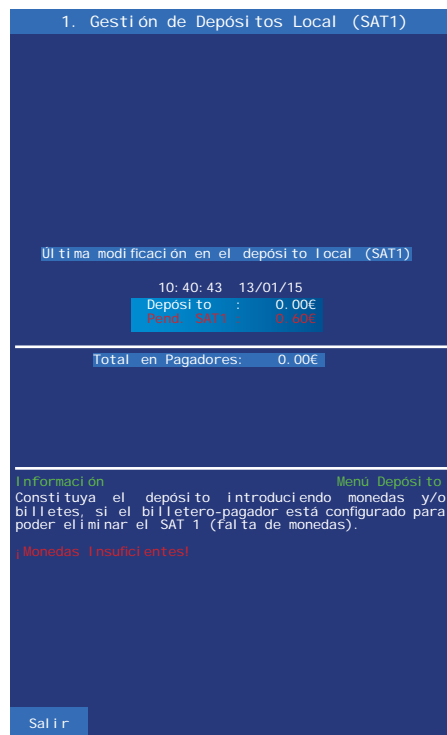 1. Gestión de Depósitos Local (SAT1)
Última modificación en el depósito local (SAT1)
10:40:43 13/01/15
Depósito : 0.00€
Pend. SAT1 : 0.60€
Total en Pagadores: 0.00€
Información Menú Depósito
Constituya el depósito introduciendo monedas y/o
billetes, si el billetero-pagador está configurado para
poder eliminar el SAT 1 (falta de monedas).
¡Monedas Insuficientes!
Salir